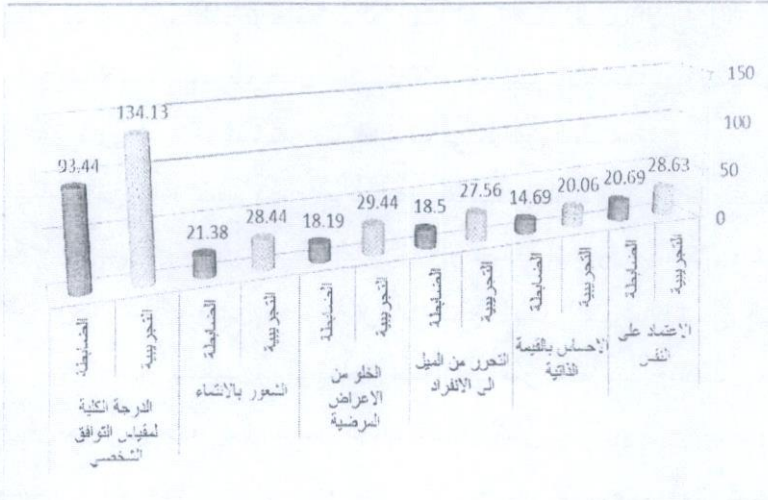 150
100
50
0
134.13
93.44
28.44
21.38
29.44
18.19
27.56
18.5
20.06
14.69
28.63
20.69
التجريبية
الضابطة
التجريبية
الضابطة
التجريبية
الضابطة
التجريبية
الضابطة
التجريبية
الضابطة
التجريبية
الضابطة
الاعتماد على
النفس
الاحساس بالقيمة
الذاتية
التحرر من الميل
الى الانفراد
الخلو من
الاعراض
المرضية
الشعور بالانتماء
الدرجة الكلية
لمقياس التوافق
الشخصي